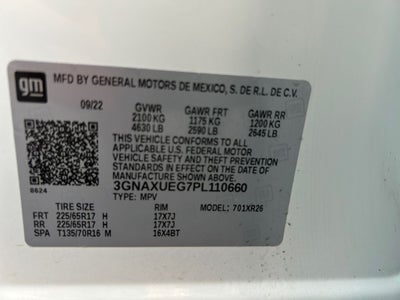 gm
MFD BY GENERAL MOTORS DE MEXICO, S. DE R.L. DE C.V.
09/22 GVWR GAWR FRT GAWR RR
2100 KG 1175 KG 1200 KG
4630 LB 2590 LB 2645 LB
THIS VEHICLE CONFORMS TO ALL
APPLICABLE U.S. FEDERAL MOTOR
VEHICLE SAFETY AND THEFT PREVENTION
STANDARDS IN EFFECT ON THE DATE OF
MANUFACTURE SHOWN ABOVE.
3GNAXUEG7PL110660
8624 TYPE: MPV MODEL: 701XR26
TIRE SIZE RIM
FRT 225/65R17 H 17X7J
RR 225/65R17 H 17X7J
SPA T135/70R16 M 16X4BT